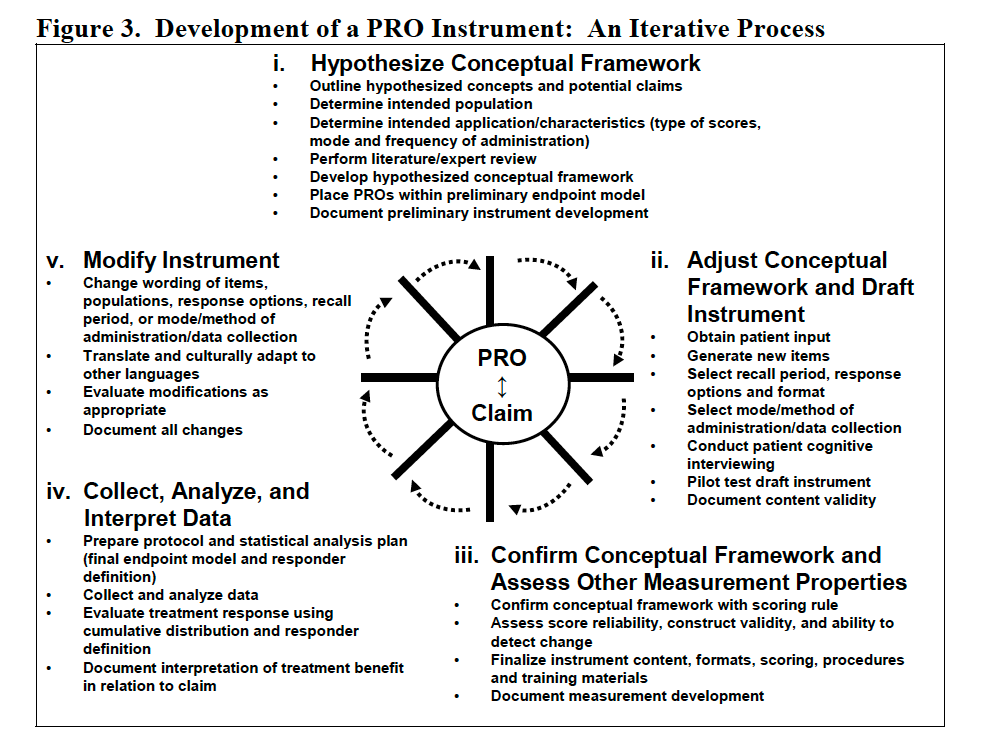 Figure 3.  Development of a PRO Instrument:  An Iterative Process
i. Hypothesize Conceptual Framework
• Outline hypothesized concepts and potential claims
• Determine intended population
• Determine intended application/characteristics (type of scores,
mode and frequency of administration)
• Perform literature/expert review
• Develop hypothesized conceptual framework
• Place PROs within preliminary endpoint model
• Document preliminary instrument development
ii. Adjust Conceptual
Framework and Draft
Instrument
• Obtain patient input
• Generate new items
• Select recall period, response
options and format
• Select mode/method of
administration/data collection
• Conduct patient cognitive
interviewing
• Pilot test draft instrument
• Document content validity
iii. Confirm Conceptual Framework and
Assess Other Measurement Properties
• Confirm conceptual framework with scoring rule
• Assess score reliability, construct validity, and ability to
detect change
• Finalize instrument content, formats, scoring, procedures
and training materials
• Document measurement development
iv. Collect, Analyze, and
Interpret Data
• Prepare protocol and statistical analysis plan
(final endpoint model and responder
definition)
• Collect and analyze data
• Evaluate treatment response using
cumulative distribution and responder
definition
• Document interpretation of treatment benefit
in relation to claim
v. Modify Instrument
• Change wording of items,
populations, response options, recall
period, or mode/method of
administration/data collection
• Translate and culturally adapt to
other languages
• Evaluate modifications as
appropriate
• Document all changes
PRO
↕
Claim